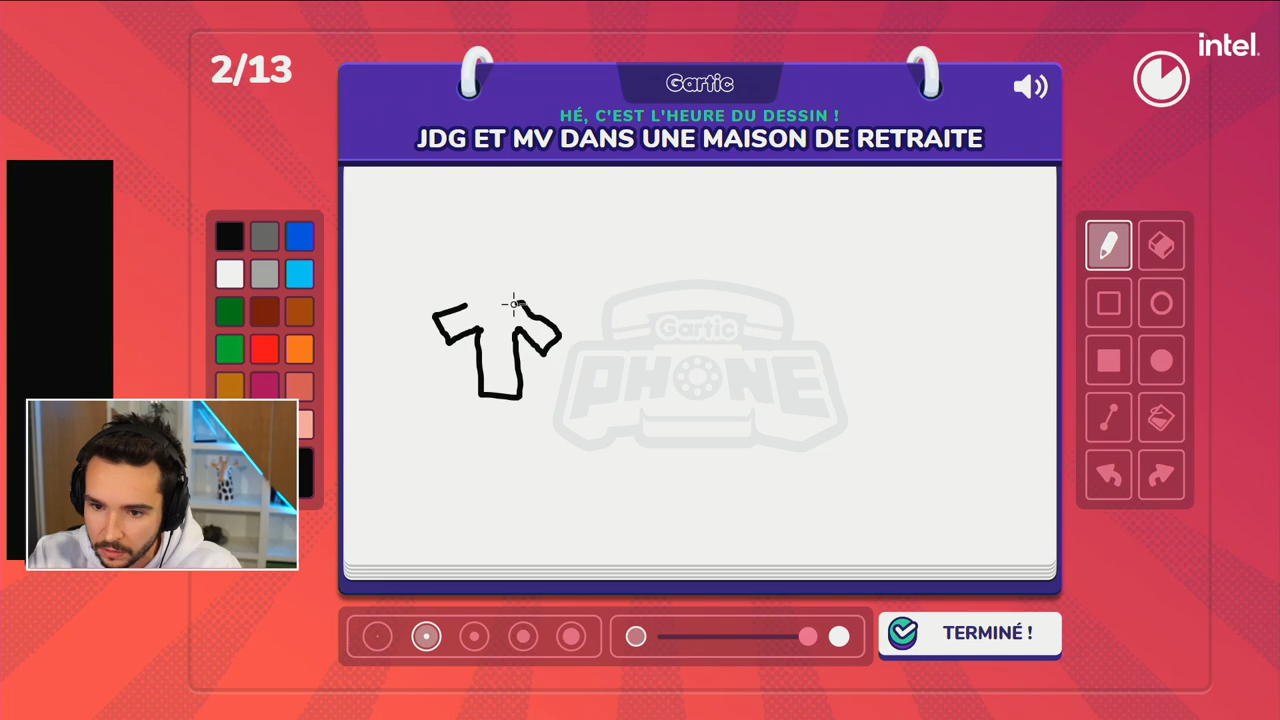 intel.
2/13
Gartic
HÉ, C'EST L'HEURE DU DESSIN !
JDG ET MV DANS UNE MAISON DE RETRAITE
Gartic
PHONE
TERMINÉ !